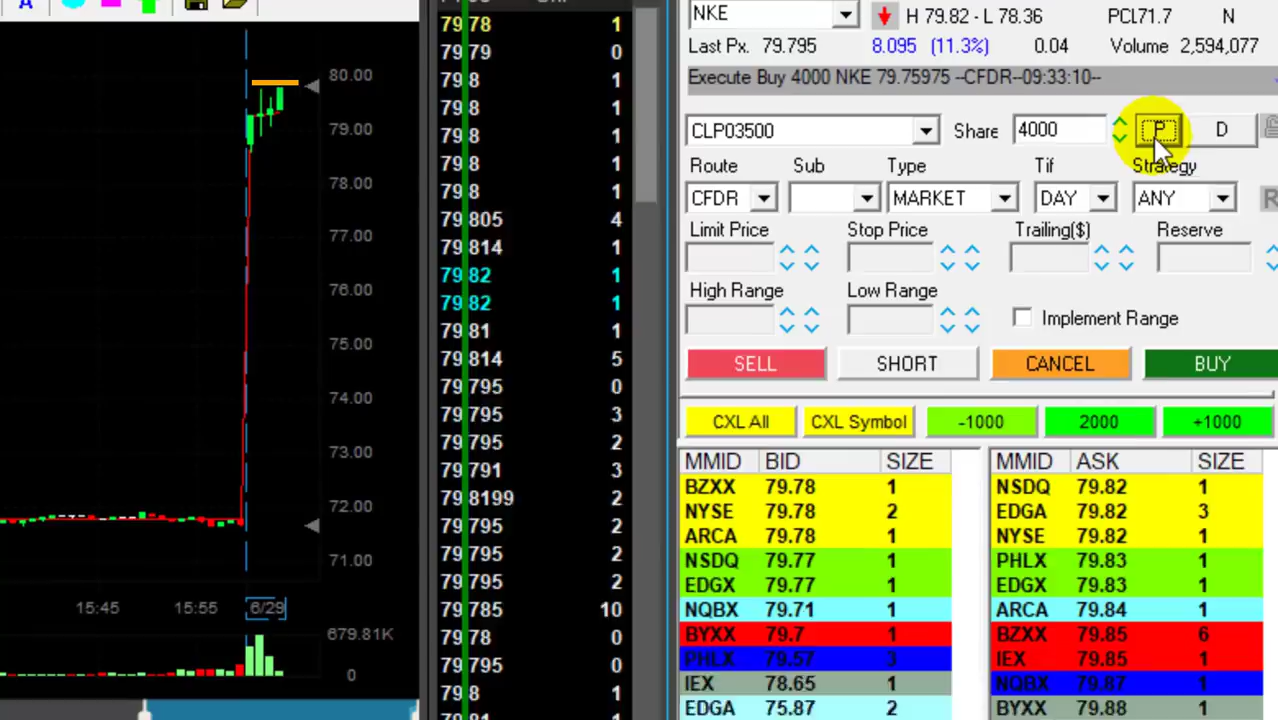 A
NKE
H 79.82 - L 78.36
PCL71.7
N
Last Px. 79.795
8.095 (11.3%)
0.04
Volume 2,594,077
Execute Buy 4000 NKE 79.75975 --CFDR--09:33:10--
CLP03500
Share
4000
P
D
Route
Sub
Type
Tif
Strategy
CFDR
MARKET
DAY
ANY
R
Limit Price
Stop Price
Trailing($)
Reserve
High Range
Low Range
Implement Range
SELL
SHORT
CANCEL
BUY
CXL All
CXL Symbol
-1000
2000
+1000
MMID BID SIZE
BZXX 79.78 1
NYSE 79.78 2
ARCA 79.78 1
NSDQ 79.77 1
EDGX 79.77 1
NQBX 79.71 1
BYXX 79.7 1
PHLX 79.57 3
IEX 78.65 1
EDGA 75.87 2
MMID ASK SIZE
NSDQ 79.82 1
EDGA 79.82 3
NYSE 79.82 1
PHLX 79.83 1
EDGX 79.83 1
ARCA 79.84 1
BZXX 79.85 6
IEX 79.85 1
NQBX 79.87 1
BYXX 79.88 1
79.78 1
79.79 0
79.8 1
79.8 1
79.8 1
79.8 1
79.8 1
79.805 4
79.814 1
79.82 1
79.82 1
79.81 1
79.814 5
79.795 0
79.795 3
79.795 2
79.791 3
79.8199 2
79.795 2
79.795 2
79.795 2
79.785 10
79.78 0
79.795 0
79.8 1
80.00
79.00
78.00
77.00
76.00
75.00
74.00
73.00
72.00
71.00
15:45
15:55
6/29
679.81K
0